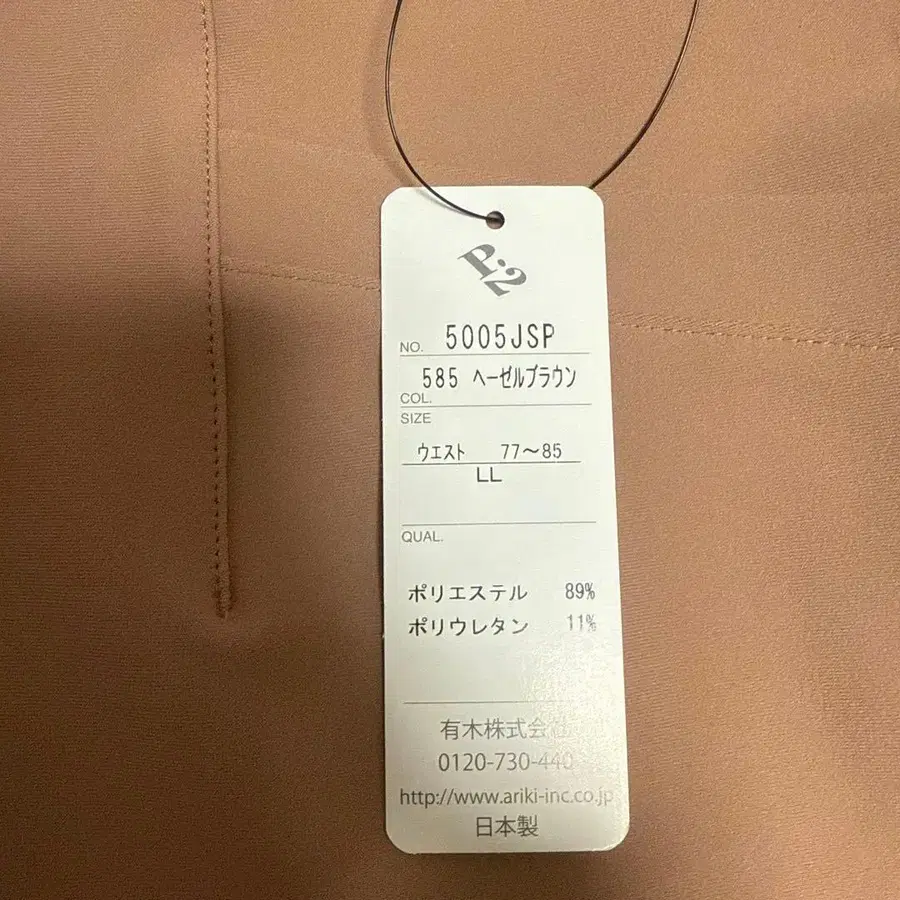 P:2
NO. 5005JSP
585 ヘーゼルブラウン
COL.
SIZE
ウエスト 77～85
LL
QUAL.
ポリエステル 89%
ポリウレタン 11%
有木株式会社
0120-730-440
http://www.ariki-inc.co.jp
日本製